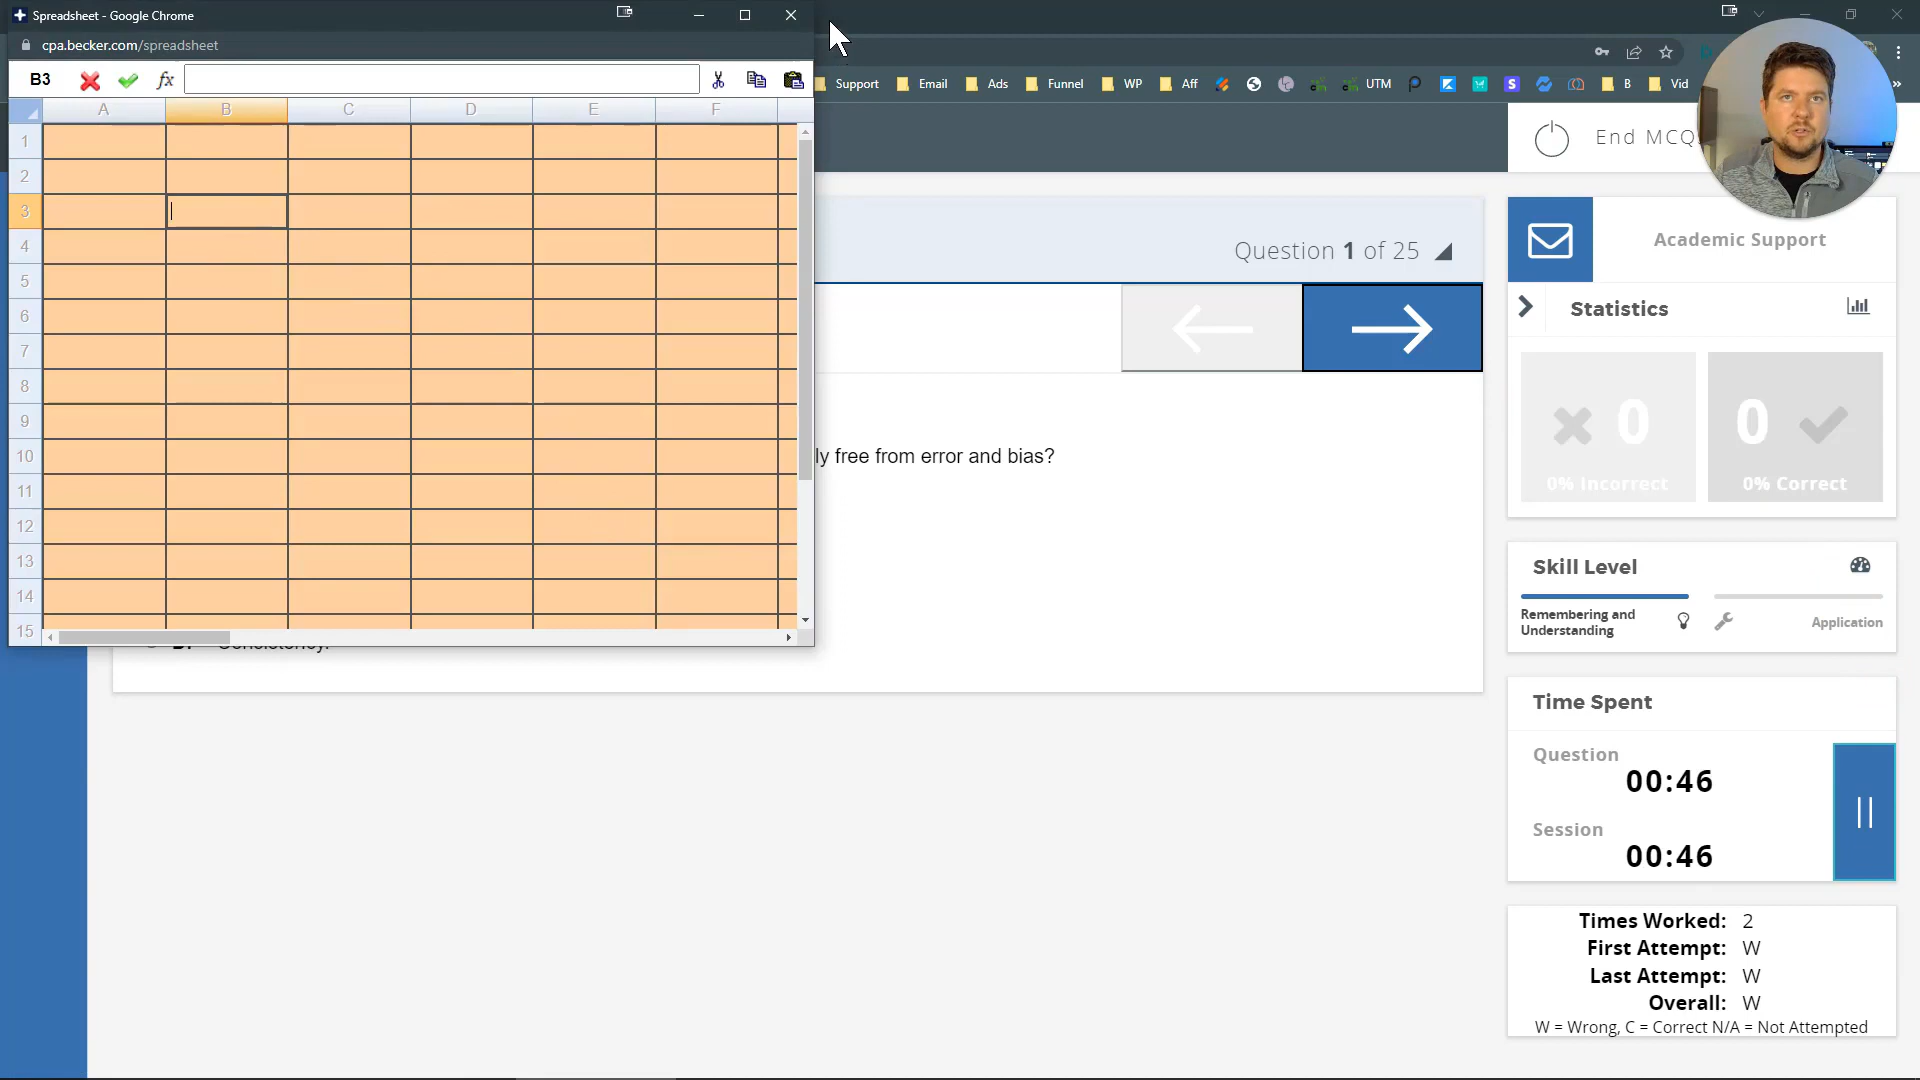 Spreadsheet - Google Chrome
cpa.becker.com/spreadsheet
B3
fx
Support
Email
Ads
Funnel
WP
Aff
UTM
B
Vid
»
A B C D E F
1
2
3
4
5
6
7
8
9
10
11
12
13
14
15
End MCQ
Question 1 of 25
ly free from error and bias?
Academic Support
Statistics
0
0
0% Incorrect
0% Correct
Skill Level
Remembering and
Understanding
Application
Time Spent
Question
00:46
Session
00:46
Times Worked: 2
First Attempt: W
Last Attempt: W
Overall: W
W = Wrong, C = Correct N/A = Not Attempted
Consistency.